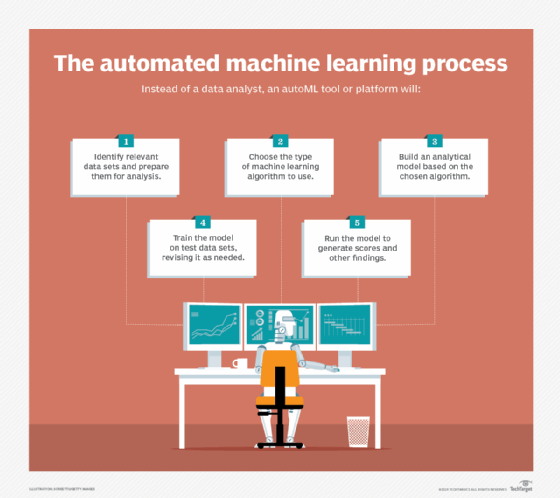 The automated machine learning process
Instead of a data analyst, an autoML tool or platform will:
1
Identify relevant
data sets and prepare
them for analysis.
2
Choose the type
of machine learning
algorithm to use.
3
Build an analytical
model based on the
chosen algorithm.
4
Train the model
on test data sets,
revising it as needed.
5
Run the model to
generate scores and
other findings.
TechTarget